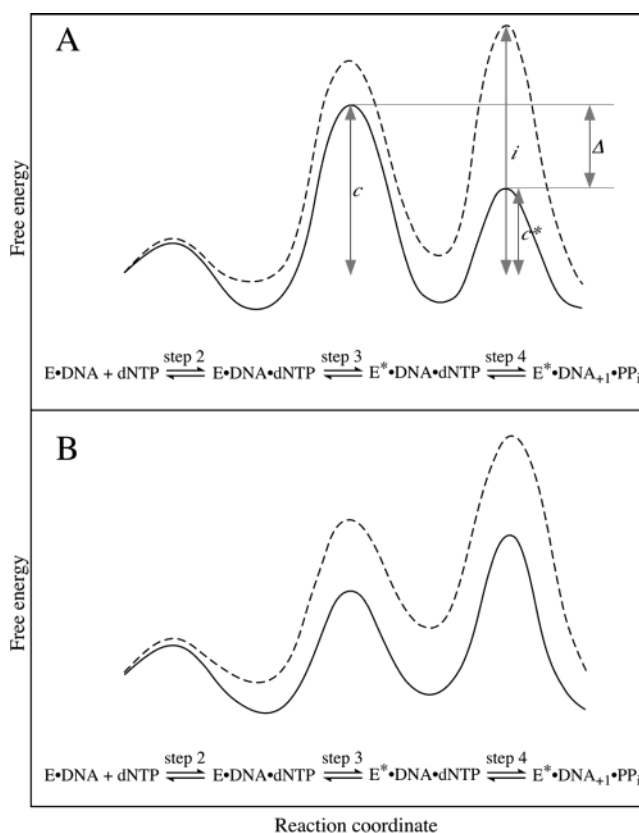 A
Free energy
c
i
c*
Δ
step 2 step 3 step 4
E•DNA + dNTP ⇌ E•DNA•dNTP ⇌ E*•DNA•dNTP ⇌ E*•DNA+1•PPi
B
Free energy
step 2 step 3 step 4
E•DNA + dNTP ⇌ E•DNA•dNTP ⇌ E*•DNA•dNTP ⇌ E*•DNA+1•PPi
Reaction coordinate